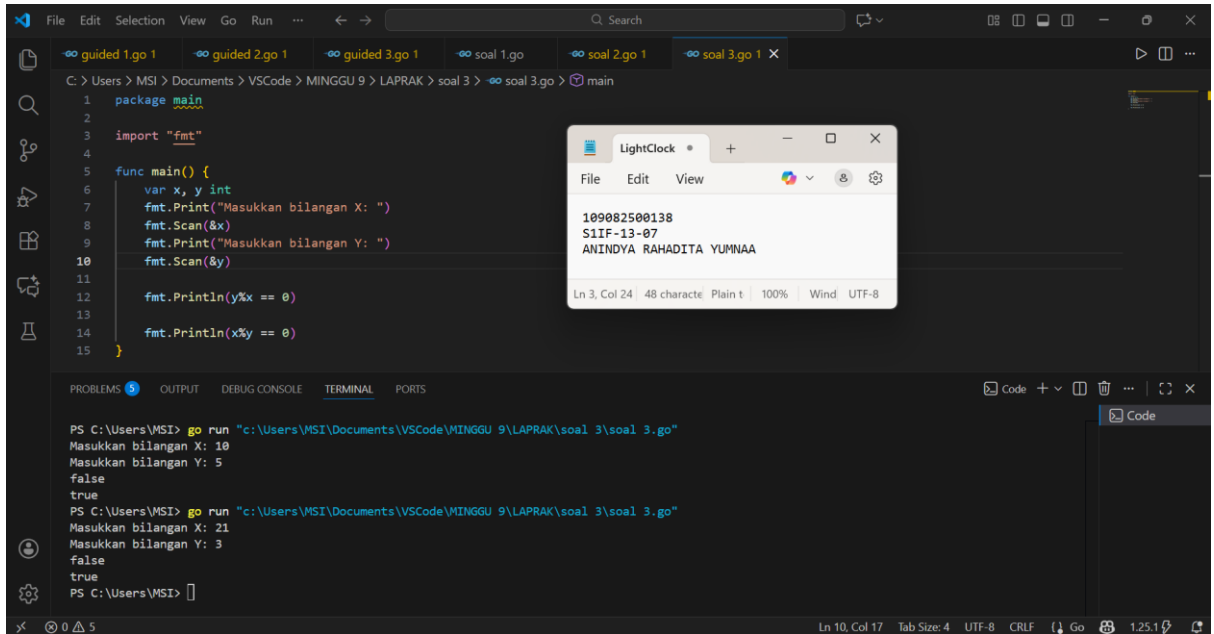 File Edit Selection View Go Run ··· Search
guided 1.go 1 guided 2.go 1 guided 3.go 1 soal 1.go soal 2.go 1 soal 3.go 1
C: > Users > MSI > Documents > VSCode > MINGGU 9 > LAPRAK > soal 3 > soal 3.go > main
1 package main
2
3 import "fmt"
4
5 func main() {
6 var x, y int
7 fmt.Print("Masukkan bilangan X: ")
8 fmt.Scan(&x)
9 fmt.Print("Masukkan bilangan Y: ")
10 fmt.Scan(&y)
11
12 fmt.Println(y%x == 0)
13
14 fmt.Println(x%y == 0)
15 }
LightClock
File Edit View
109082500138
S1IF-13-07
ANINDYA RAHADITA YUMNAA
Ln 3, Col 24 48 characte Plain t 100% Wind UTF-8
PROBLEMS 5 OUTPUT DEBUG CONSOLE TERMINAL PORTS Code
Code
PS C:\Users\MSI> go run "c:\Users\MSI\Documents\VSCode\MINGGU 9\LAPRAK\soal 3\soal 3.go"
Masukkan bilangan X: 10
Masukkan bilangan Y: 5
false
true
PS C:\Users\MSI> go run "c:\Users\MSI\Documents\VSCode\MINGGU 9\LAPRAK\soal 3\soal 3.go"
Masukkan bilangan X: 21
Masukkan bilangan Y: 3
false
true
PS C:\Users\MSI>
0 5 Ln 10, Col 17 Tab Size: 4 UTF-8 CRLF Go 1.25.1